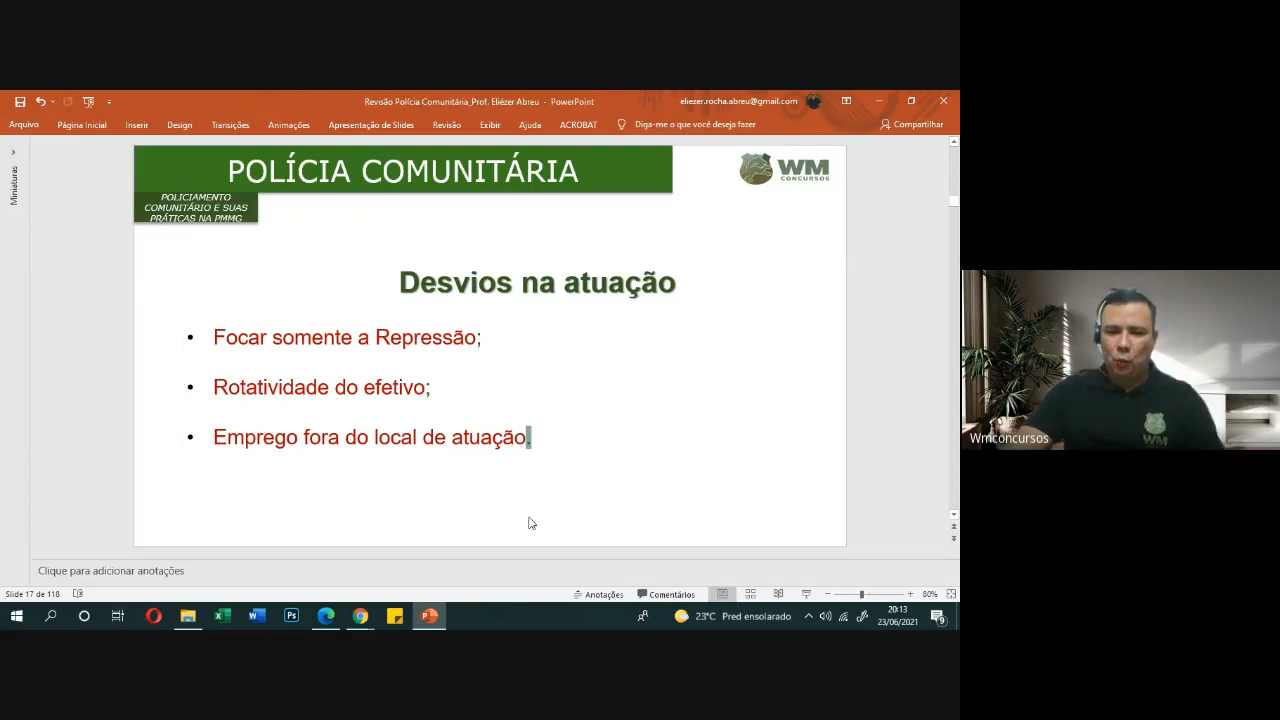 Revisão Polícia Comunitária_Prof. Eliézer Abreu - PowerPoint
eliezer.rocha.abreu@gmail.com
Arquivo Página Inicial Inserir Design Transições Animações Apresentação de Slides Revisão Exibir Ajuda ACROBAT Diga-me o que você deseja fazer Compartilhar
Miniaturas
POLÍCIA COMUNITÁRIA
WM
CONCURSOS
POLICIAMENTO
COMUNITÁRIO E SUAS
PRÁTICAS NA PMMG
Desvios na atuação
• Focar somente a Repressão;
• Rotatividade do efetivo;
• Emprego fora do local de atuação.
WM
Wmconcursos
Clique para adicionar anotações
Slide 17 de 118 Anotações Comentários 80%
Ps
23°C Pred ensolarado
20:13
23/06/2021
9